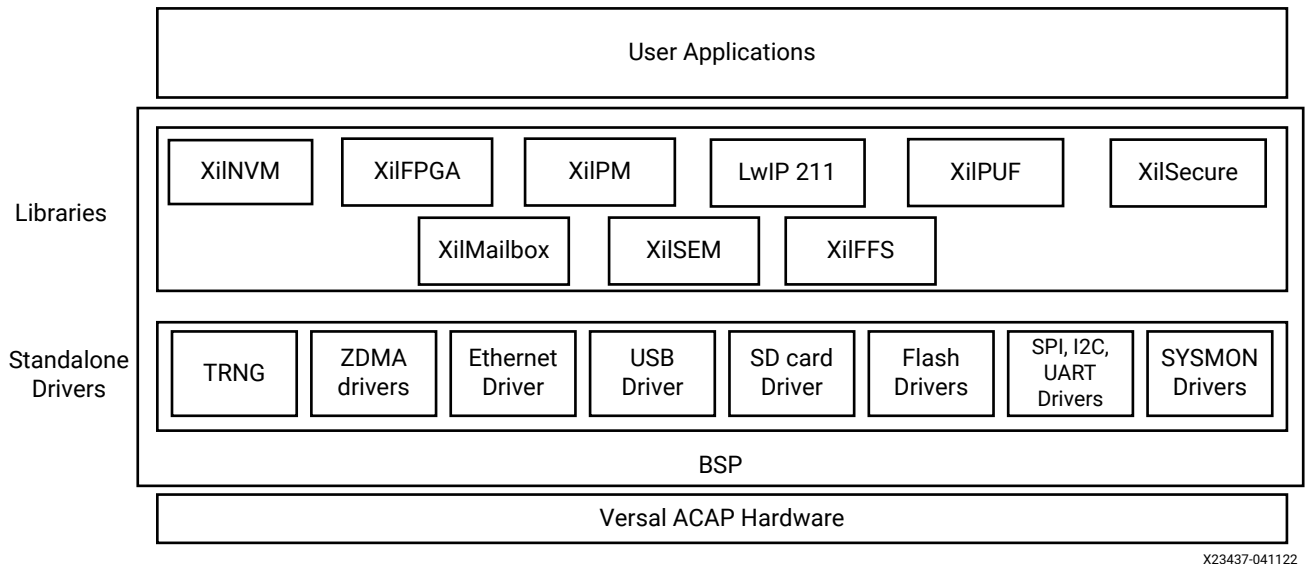 User Applications
XilNVM
XilFPGA
XilPM
LwIP 211
XilPUF
XilSecure
Libraries
XilMailbox
XilSEM
XilFFS
Standalone
Drivers
TRNG
ZDMA
drivers
Ethernet
Driver
USB
Driver
SD card
Driver
Flash
Drivers
SPI, I2C,
UART
Drivers
SYSMON
Drivers
BSP
Versal ACAP Hardware
X23437-041122